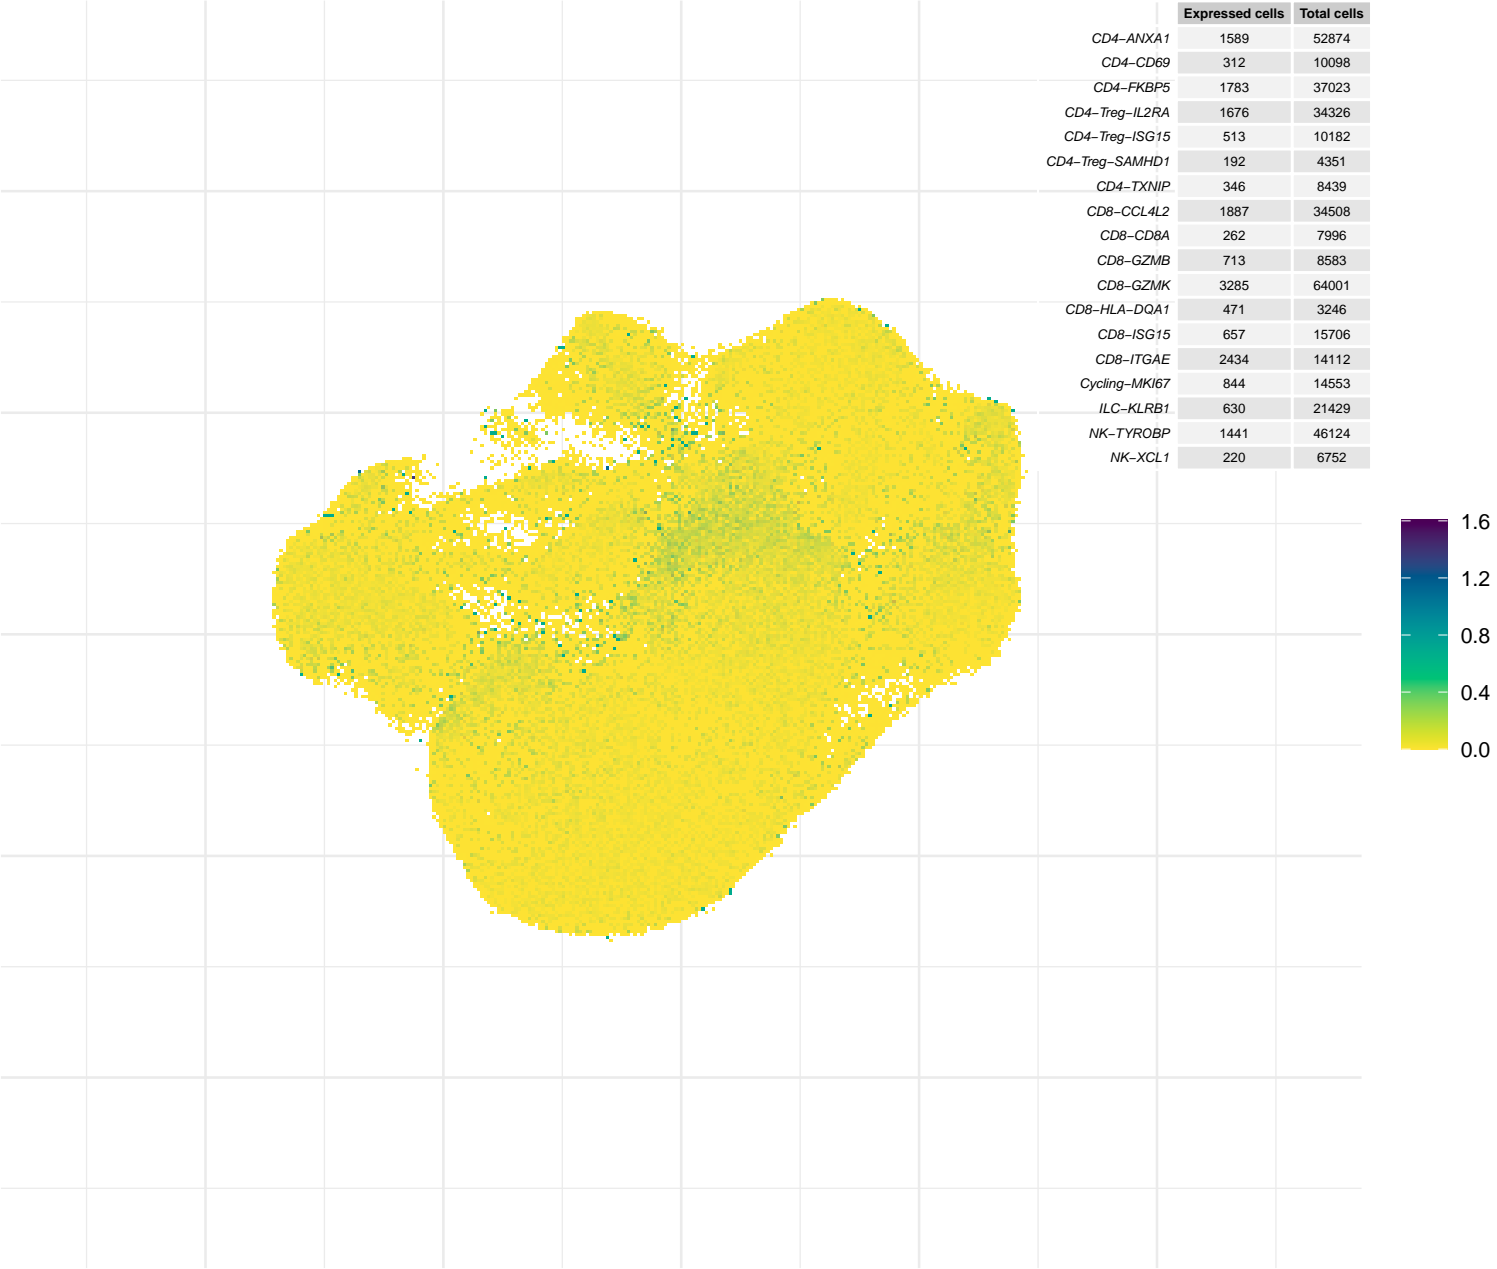 Expressed cells Total cells
CD4−ANXA1 1589 52874
CD4−CD69 312 10098
CD4−FKBP5 1783 37023
CD4−Treg−IL2RA 1676 34326
CD4−Treg−ISG15 513 10182
CD4−Treg−SAMHD1 192 4351
CD4−TXNIP 346 8439
CD8−CCL4L2 1887 34508
CD8−CD8A 262 7996
CD8−GZMB 713 8583
CD8−GZMK 3285 64001
CD8−HLA−DQA1 471 3246
CD8−ISG15 657 15706
CD8−ITGAE 2434 14112
Cycling−MKI67 844 14553
ILC−KLRB1 630 21429
NK−TYROBP 1441 46124
NK−XCL1 220 6752
1.6
1.2
0.8
0.4
0.0